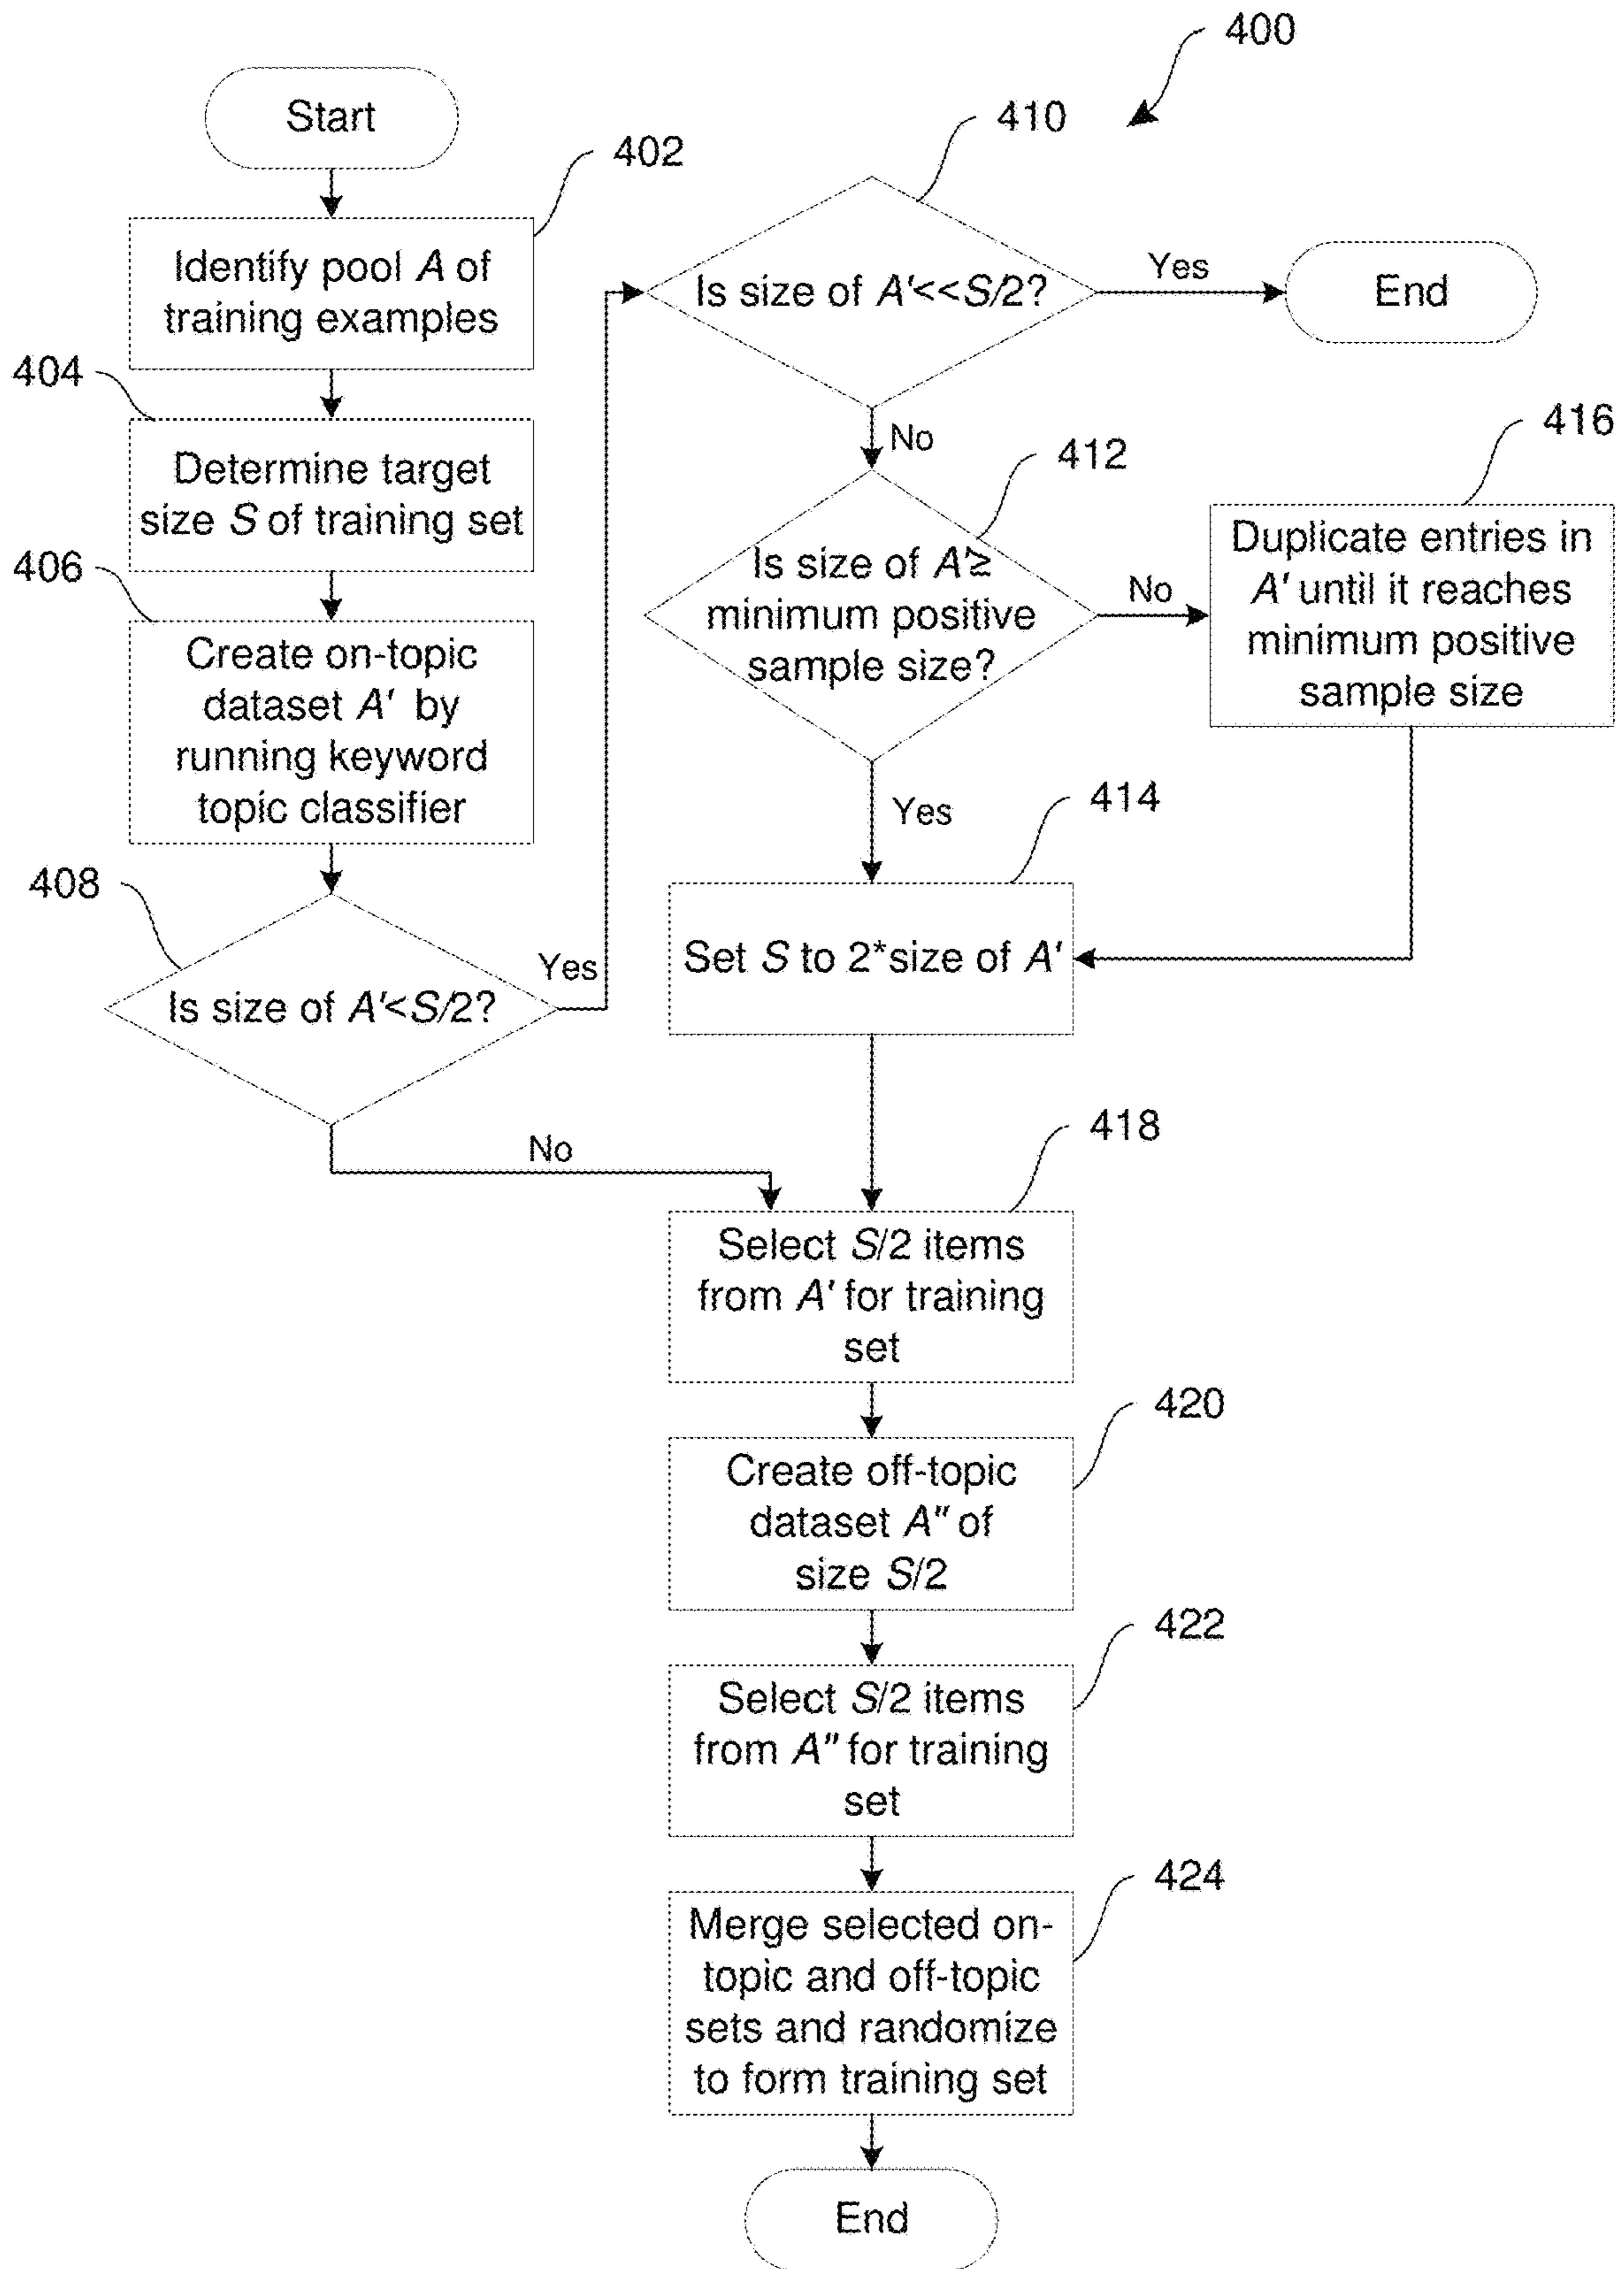 400
Start
402
Identify pool A of
training examples
404
Determine target
size S of training set
406
Create on-topic
dataset A' by
running keyword
topic classifier
408
Is size of A'<S/2?
Yes
No
410
Is size of A'<<S/2?
Yes
End
No
412
Is size of A'≥
minimum positive
sample size?
No
416
Duplicate entries in
A' until it reaches
minimum positive
sample size
Yes
414
Set S to 2*size of A'
418
Select S/2 items
from A' for training
set
420
Create off-topic
dataset A" of
size S/2
422
Select S/2 items
from A" for training
set
424
Merge selected on-
topic and off-topic
sets and randomize
to form training set
End